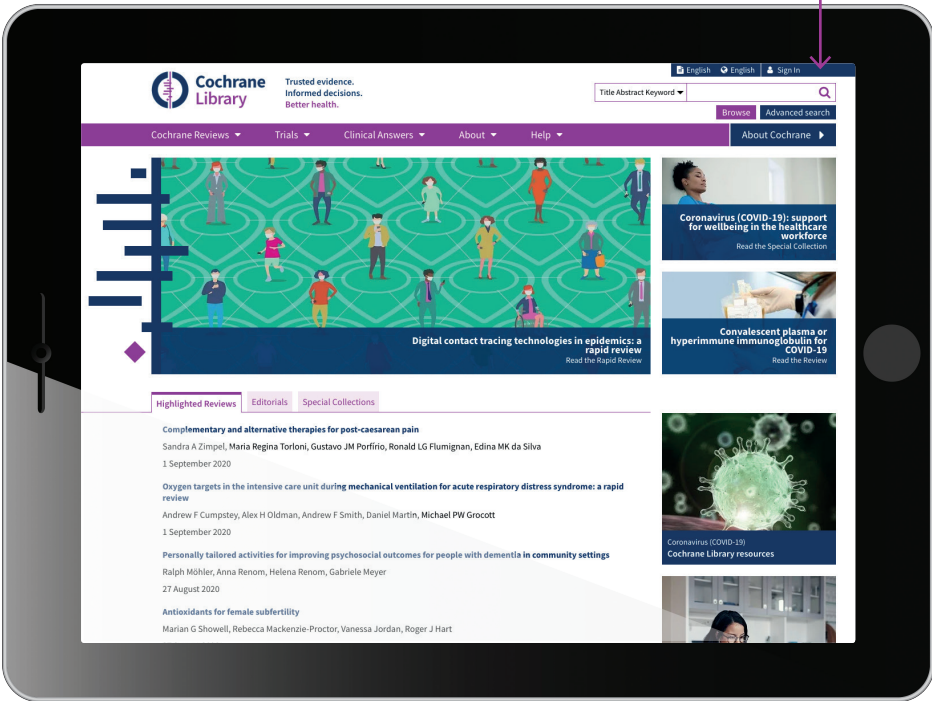 English English Sign In
Cochrane
Library
Trusted evidence.
Informed decisions.
Better health.
Title Abstract Keyword
Browse Advanced search
Cochrane Reviews Trials Clinical Answers About Help About Cochrane
Digital contact tracing technologies in epidemics: a
rapid review
Read the Rapid Review
Coronavirus (COVID-19): support
for wellbeing in the healthcare
workforce
Read the Special Collection
Convalescent plasma or
hyperimmune immunoglobulin for
COVID-19
Read the Review
Highlighted Reviews Editorials Special Collections
Complementary and alternative therapies for post-caesarean pain
Sandra A Zimpel, Maria Regina Torloni, Gustavo JM Porfírio, Ronald LG Flumignan, Edina MK da Silva
1 September 2020
Oxygen targets in the intensive care unit during mechanical ventilation for acute respiratory distress syndrome: a rapid
review
Andrew F Cumpstey, Alex H Oldman, Andrew F Smith, Daniel Martin, Michael PW Grocott
1 September 2020
Personally tailored activities for improving psychosocial outcomes for people with dementia in community settings
Ralph Möhler, Anna Renom, Helena Renom, Gabriele Meyer
27 August 2020
Antioxidants for female subfertility
Marian G Showell, Rebecca Mackenzie-Proctor, Vanessa Jordan, Roger J Hart
Coronavirus (COVID-19)
Cochrane Library resources